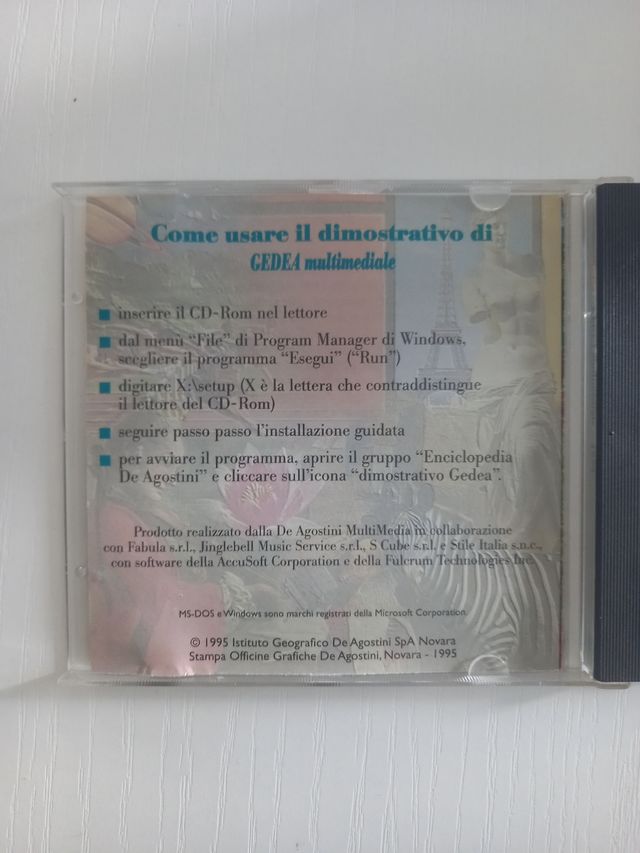 Come usare il dimostrativo di
GEDEA multimediale
inserire il CD-Rom nel lettore
dal menù “File” di Program Manager di Windows,
scegliere il programma “Esegui” (“Run”)
digitare X:\setup (X è la lettera che contraddistingue
il lettore del CD-Rom)
seguire passo passo l’installazione guidata
per avviare il programma, aprire il gruppo “Enciclopedia
De Agostini” e cliccare sull’icona “dimostrativo Gedea”.
Prodotto realizzato dalla De Agostini MultiMedia in collaborazione
con Fabula s.r.l., Jinglebell Music Service s.r.l., S Cube s.r.l. e Stile Italia s.n.c.,
con software della AccuSoft Corporation e della Fulcrum Technologies Inc.
MS-DOS e Windows sono marchi registrati della Microsoft Corporation.
© 1995 Istituto Geografico De Agostini SpA Novara
Stampa Officine Grafiche De Agostini, Novara - 1995